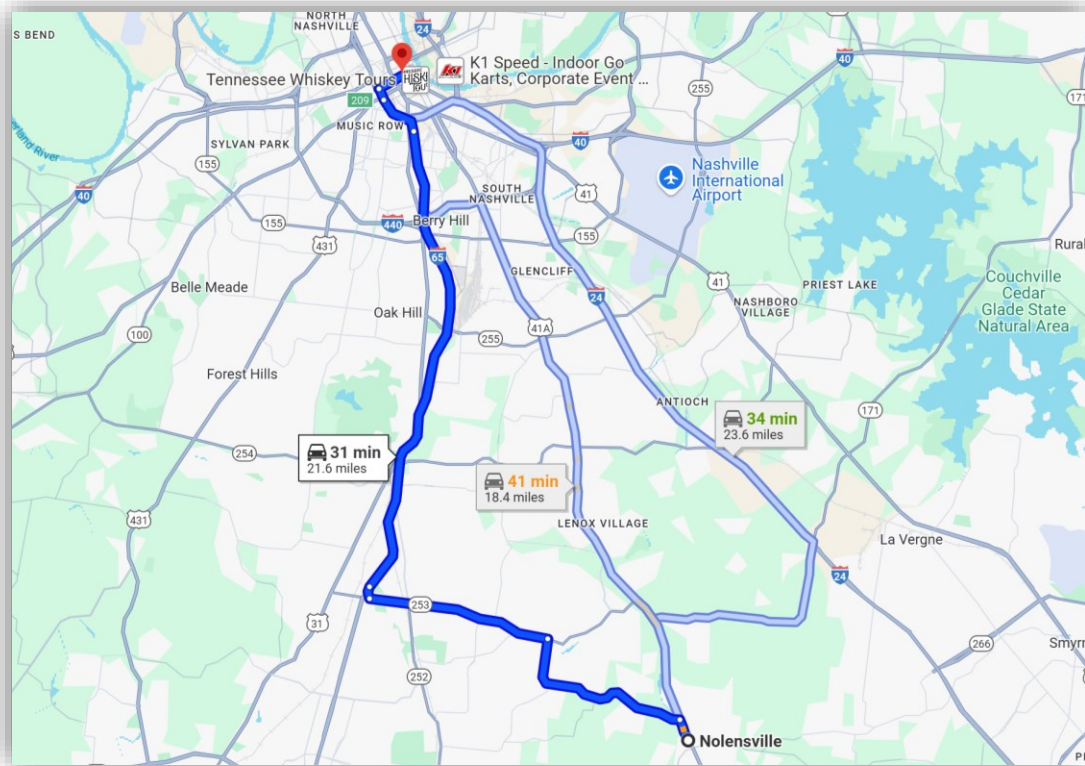 NORTH
NASHVILLE
24
S BEND
K1 Speed - Indoor Go
Karts, Corporate Event ...
K1
Tennessee Whiskey Tours
40
255
171
209
MUSIC ROW
SYLVAN PARK
155
40
40
Nashville
International
Airport
SOUTH
NASHVILLE
41
155
440
Berry Hill
155
431
65
Rural
GLENCLIFF
41
PRIEST LAKE
Couchville
Cedar
Glade State
Natural Area
Belle Meade
24
NASHBORO
VILLAGE
Oak Hill
41A
255
100
Forest Hills
ANTIOCH
171
34 min
23.6 miles
31 min
21.6 miles
254
41 min
18.4 miles
431
LENOX VILLAGE
La Vergne
24
253
31
266
Smyrn
252
Nolensville